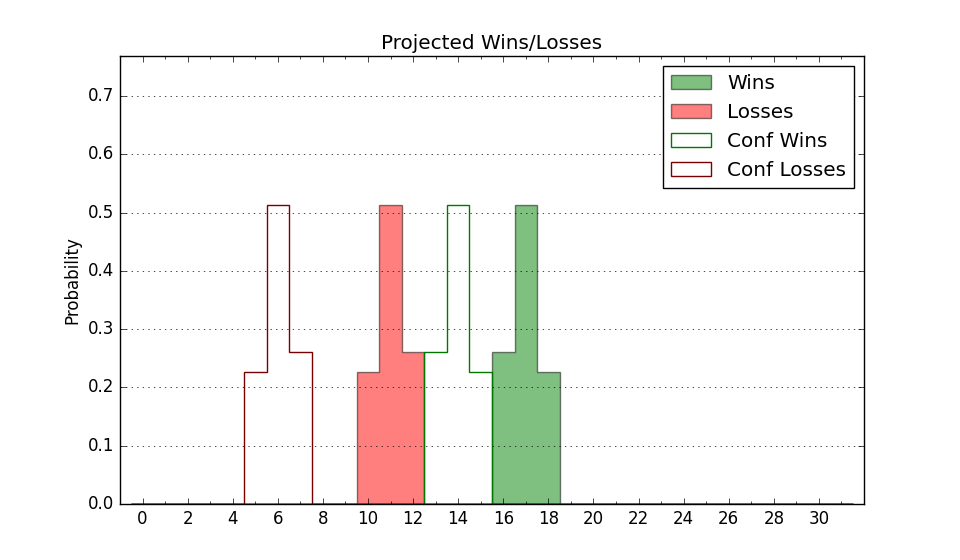 Projected Wins/Losses
Wins
Losses
Conf Wins
Conf Losses
Probability
0.7
0.6
0.5
0.4
0.3
0.2
0.1
0.0
0 2 4 6 8 10 12 14 16 18 20 22 24 26 28 30